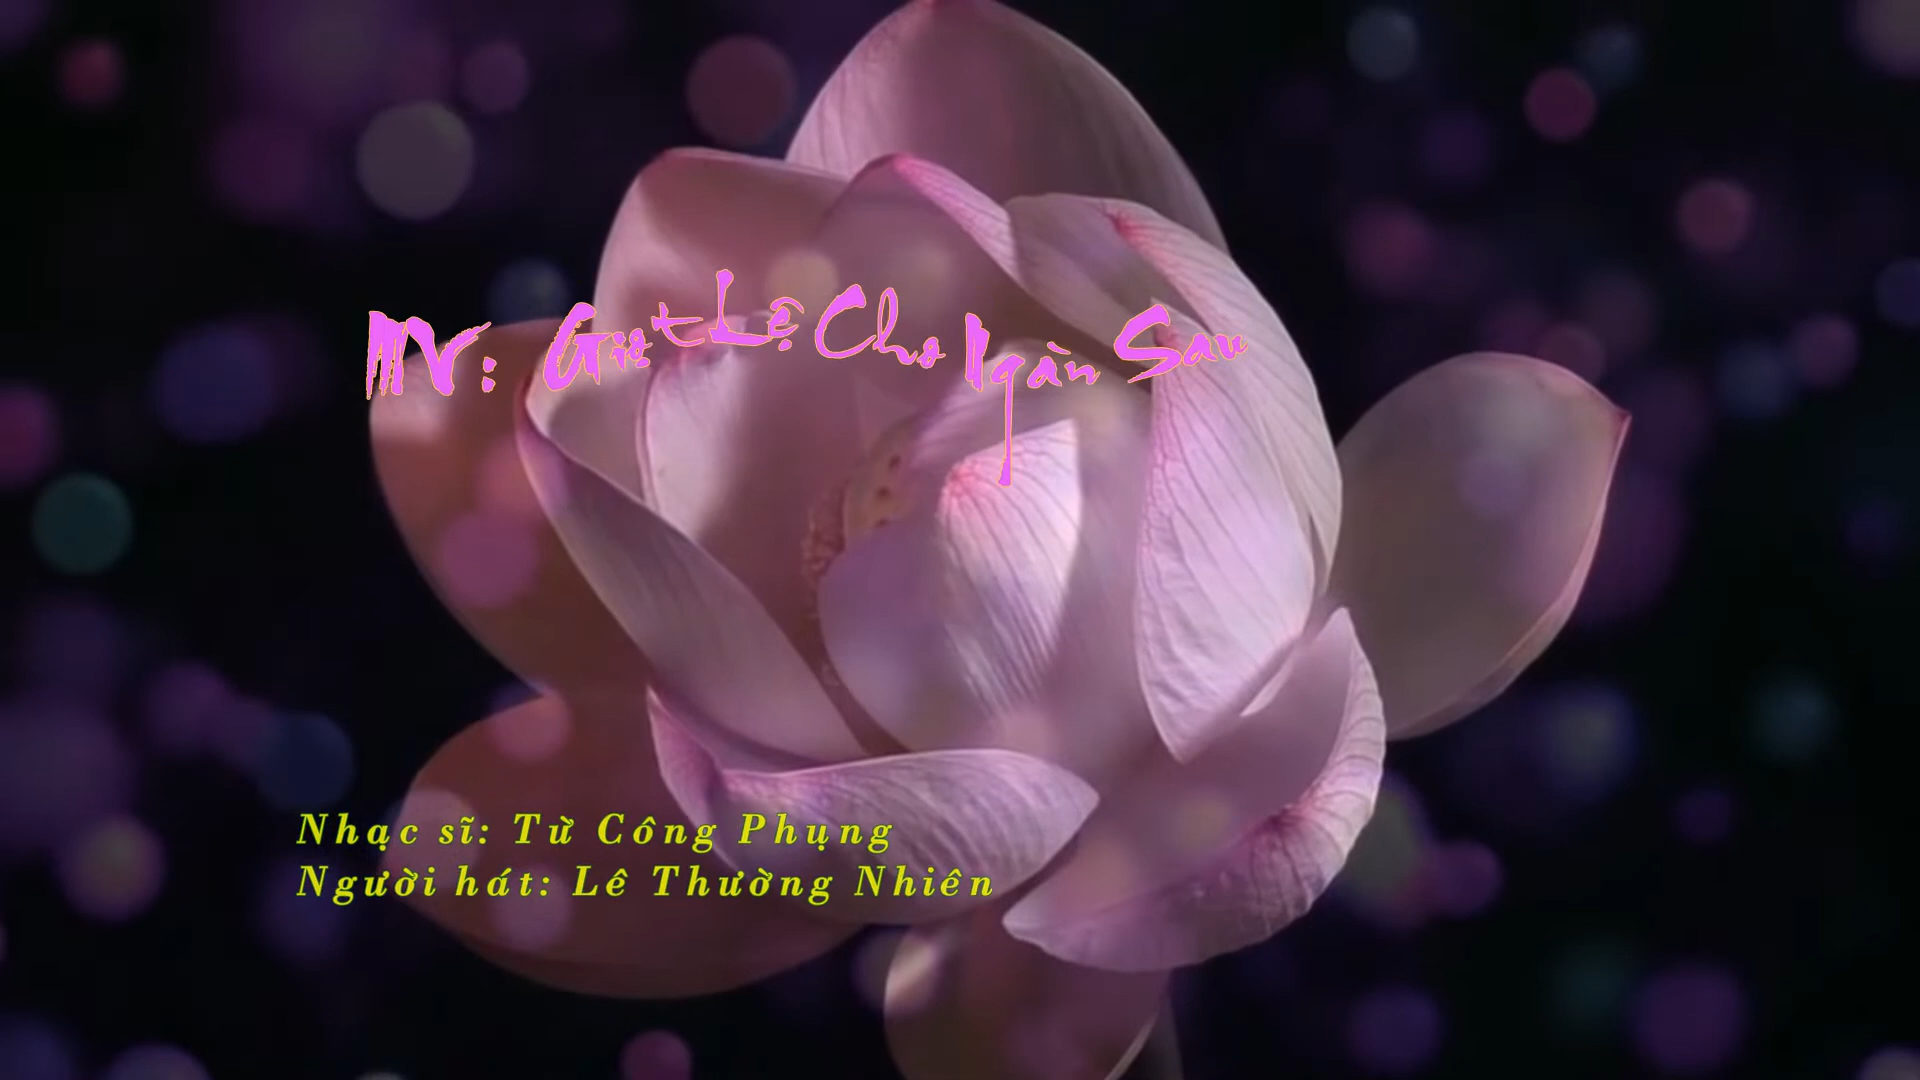 MV: Giọt Lệ Cho Ngàn Sau
Nhạc sĩ: Từ Công Phụng
Người hát: Lê Thường Nhiên